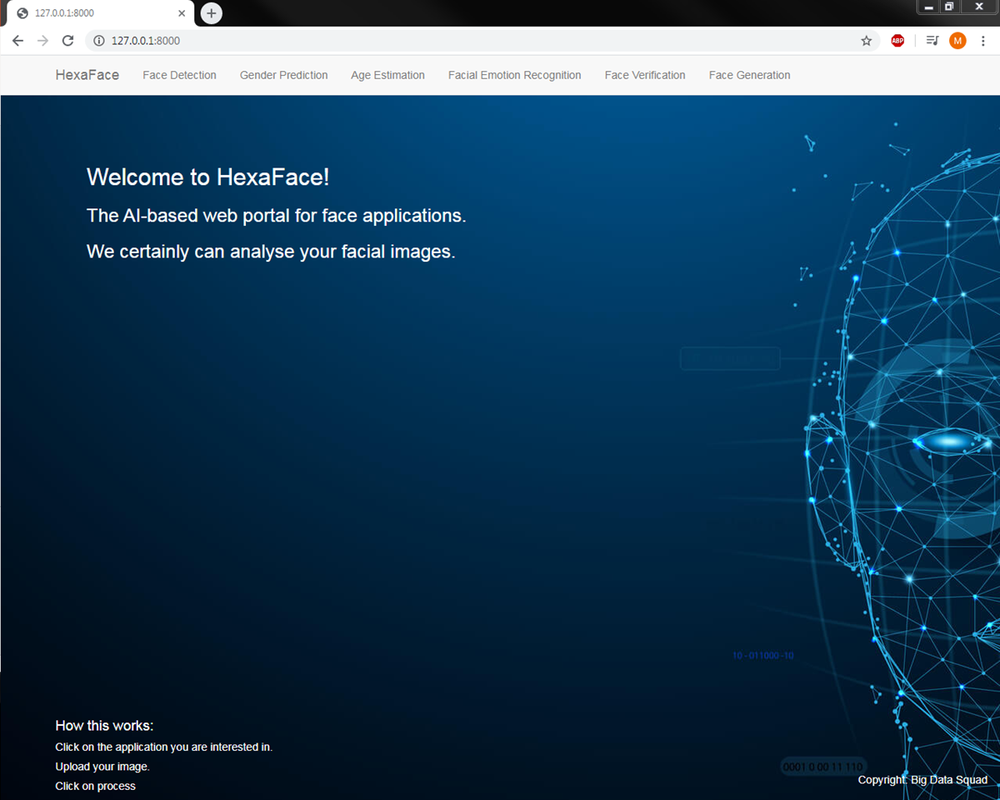 127.0.0.1:8000
127.0.0.1:8000
ABP
M
HexaFace Face Detection Gender Prediction Age Estimation Facial Emotion Recognition Face Verification Face Generation
Welcome to HexaFace!
The AI-based web portal for face applications.
We certainly can analyse your facial images.
10 -011000 -10
How this works:
Click on the application you are interested in.
Upload your image.
Click on process
0001 0 00 11 110
Copyright: Big Data Squad